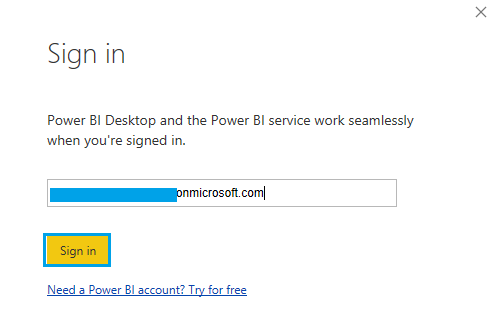 Sign in
Power BI Desktop and the Power BI service work seamlessly
when you're signed in.
onmicrosoft.com
Sign in
Need a Power BI account? Try for free